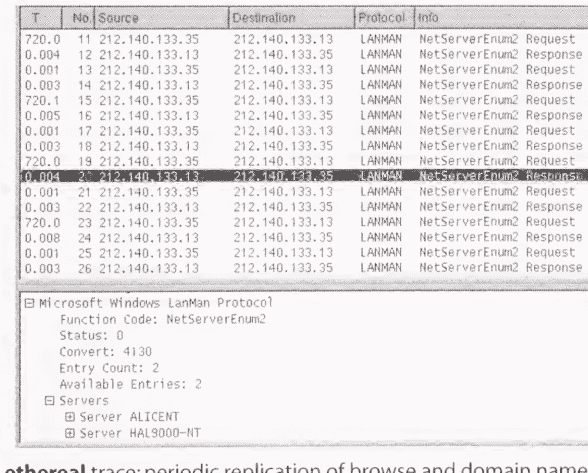 T No. Source Destination Protocol Info
720.0 11 212.140.133.35 212.140.133.13 LANMAN NetServerEnum2 Request
0.004 12 212.140.133.13 212.140.133.35 LANMAN NetServerEnum2 Response
0.001 13 212.140.133.35 212.140.133.13 LANMAN NetServerEnum2 Request
0.003 14 212.140.133.13 212.140.133.35 LANMAN NetServerEnum2 Response
720.1 15 212.140.133.35 212.140.133.13 LANMAN NetServerEnum2 Request
0.005 16 212.140.133.13 212.140.133.35 LANMAN NetServerEnum2 Response
0.001 17 212.140.133.35 212.140.133.13 LANMAN NetServerEnum2 Request
0.003 18 212.140.133.13 212.140.133.35 LANMAN NetServerEnum2 Response
720.0 19 212.140.133.35 212.140.133.13 LANMAN NetServerEnum2 Request
0.004 212.140.133.13 212.140.133.35 LANMAN NetServerEnum2 Response
0.001 21 212.140.133.35 212.140.133.13 LANMAN NetServerEnum2 Request
0.003 22 212.140.133.13 212.140.133.35 LANMAN NetServerEnum2 Response
720.0 23 212.140.133.35 212.140.133.13 LANMAN NetServerEnum2 Request
0.008 24 212.140.133.13 212.140.133.35 LANMAN NetServerEnum2 Response
0.001 25 212.140.133.35 212.140.133.13 LANMAN NetServerEnum2 Request
0.003 26 212.140.133.13 212.140.133.35 LANMAN NetServerEnum2 Response
Microsoft Windows LanMan Protocol
Function Code: NetServerEnum2
Status: 0
Convert: 4130
Entry Count: 2
Available Entries: 2
Servers
Server ALICENT
Server HAL9000-NT
ethereal trace: periodic replication of browse and domain name